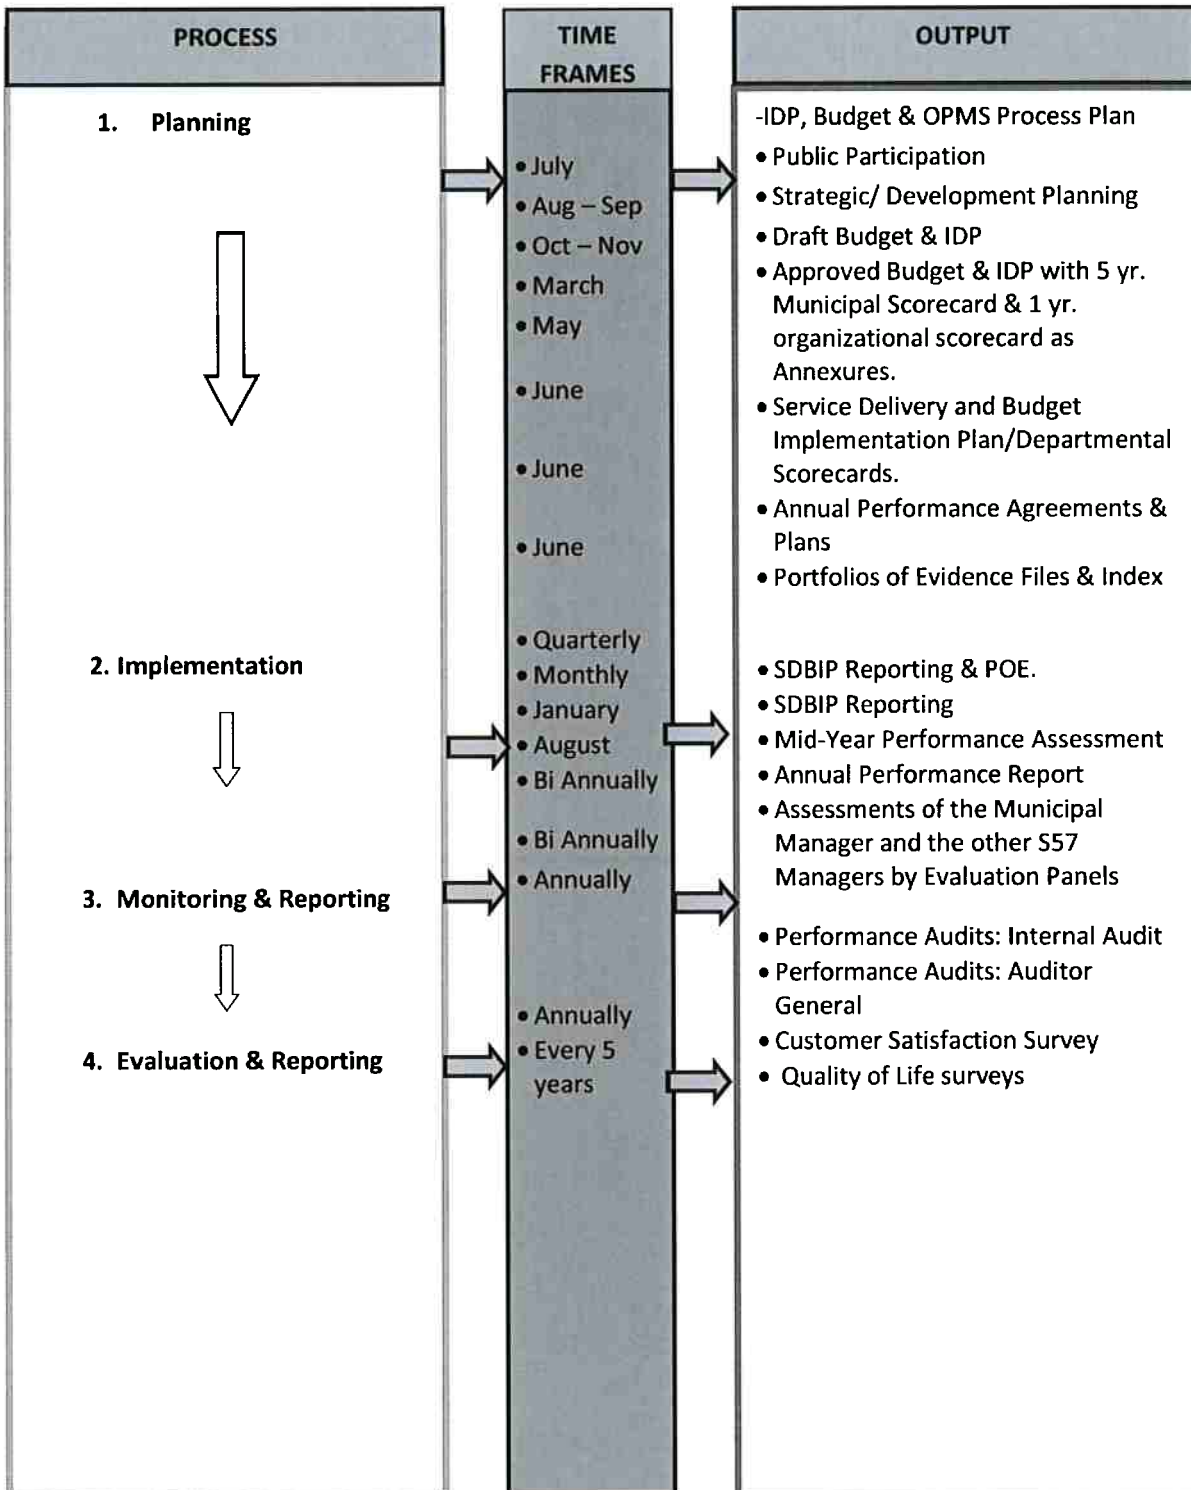 PROCESS
1. Planning
2. Implementation
3. Monitoring & Reporting
4. Evaluation & Reporting
TIME
FRAMES
• July
• Aug – Sep
• Oct – Nov
• March
• May
• June
• June
• June
• Quarterly
• Monthly
• January
• August
• Bi Annually
• Bi Annually
• Annually
• Annually
• Every 5
years
OUTPUT
-IDP, Budget & OPMS Process Plan
• Public Participation
• Strategic/ Development Planning
• Draft Budget & IDP
• Approved Budget & IDP with 5 yr.
Municipal Scorecard & 1 yr.
organizational scorecard as
Annexures.
• Service Delivery and Budget
Implementation Plan/Departmental
Scorecards.
• Annual Performance Agreements &
Plans
• Portfolios of Evidence Files & Index
• SDBIP Reporting & POE.
• SDBIP Reporting
• Mid-Year Performance Assessment
• Annual Performance Report
• Assessments of the Municipal
Manager and the other S57
Managers by Evaluation Panels
• Performance Audits: Internal Audit
• Performance Audits: Auditor
General
• Customer Satisfaction Survey
• Quality of Life surveys